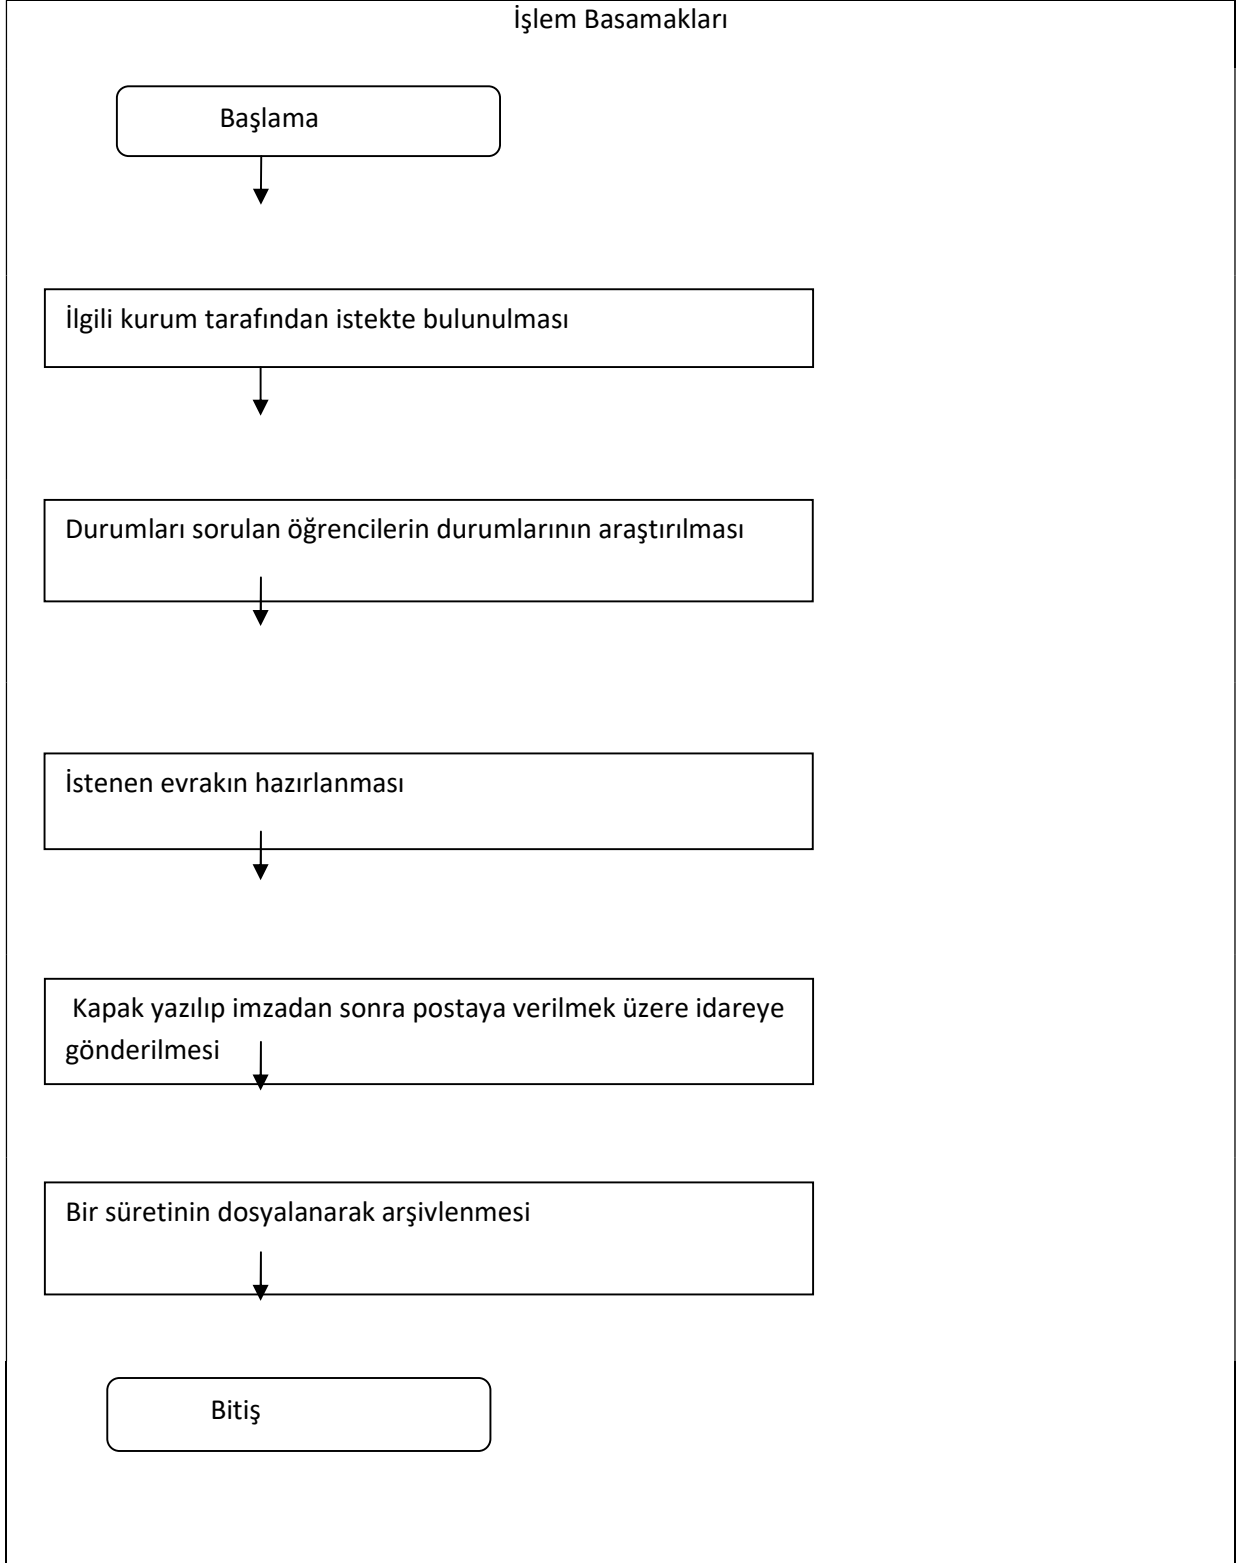 İşlem Basamakları
Başlama
İlgili kurum tarafından istekte bulunulması
Durumları sorulan öğrencilerin durumlarının araştırılması
İstenen evrakın hazırlanması
Kapak yazılıp imzadan sonra postaya verilmek üzere idareye
gönderilmesi
Bir süretinin dosyalanarak arşivlenmesi
Bitiş